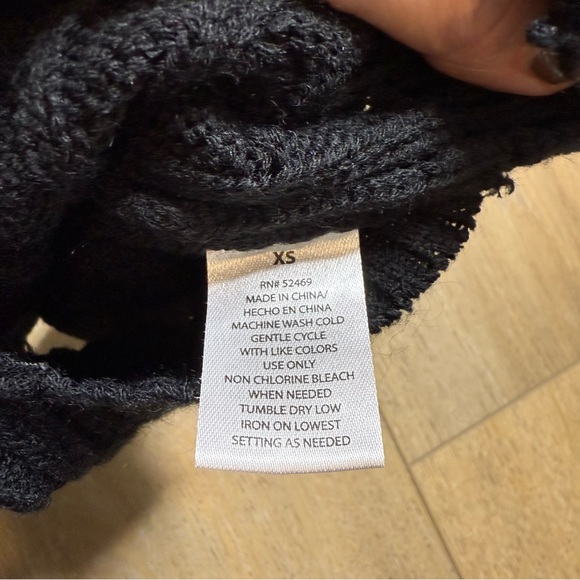 XS
RN# 52469
MADE IN CHINA/
HECHO EN CHINA
MACHINE WASH COLD
GENTLE CYCLE
WITH LIKE COLORS
USE ONLY
NON CHLORINE BLEACH
WHEN NEEDED
TUMBLE DRY LOW
IRON ON LOWEST
SETTING AS NEEDED